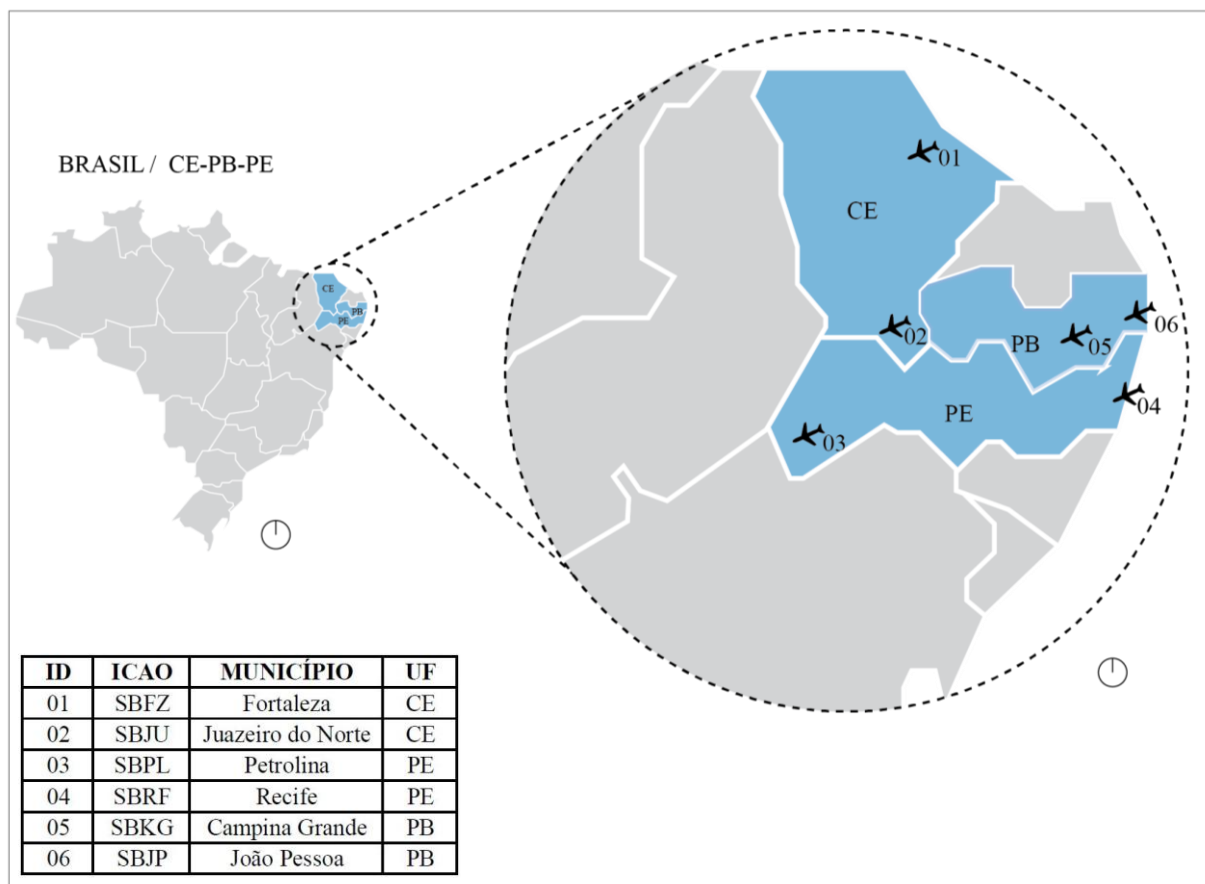 BRASIL / CE-PB-PE
CE
PB
PE
01
CE
02
06
PB
05
04
PE
03
ID ICAO MUNICÍPIO UF
01 SBFZ Fortaleza CE
02 SBJU Juazeiro do Norte CE
03 SBPL Petrolina PE
04 SBRF Recife PE
05 SBKG Campina Grande PB
06 SBJP João Pessoa PB